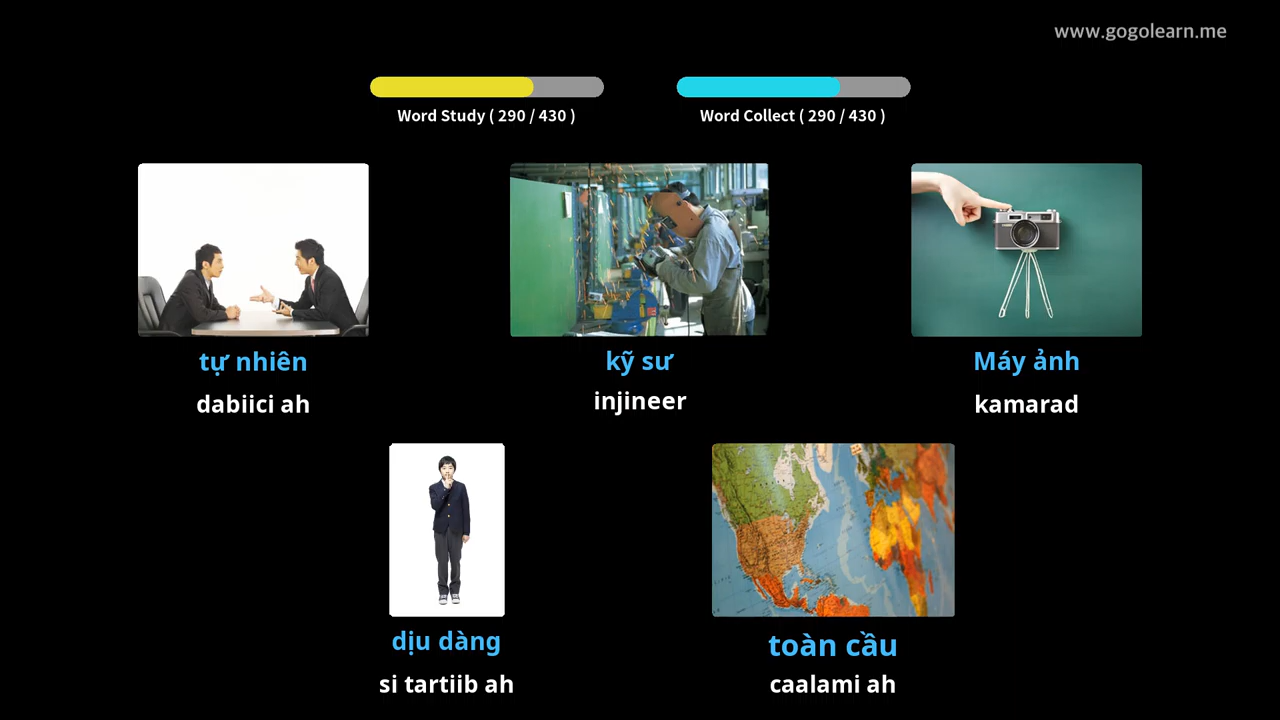 www.gogolearn.me
Word Study ( 290 / 430 )
Word Collect ( 290 / 430 )
tự nhiên
kỹ sư
Máy ảnh
dabiici ah
injineer
kamarad
dịu dàng
toàn cầu
si tartiib ah
caalami ah